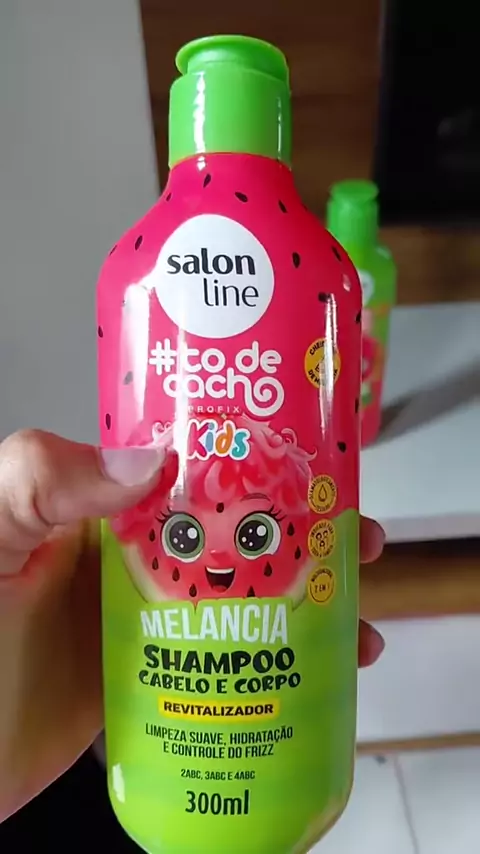 salon
line
#to de
cacho
PROFIX
Kids
MELANCIA
SHAMPOO
CABELO E CORPO
REVITALIZADOR
LIMPEZA SUAVE, HIDRATAÇÃO
E CONTROLE DO FRIZZ
2ABC, 3ABC E 4ABC
300ml